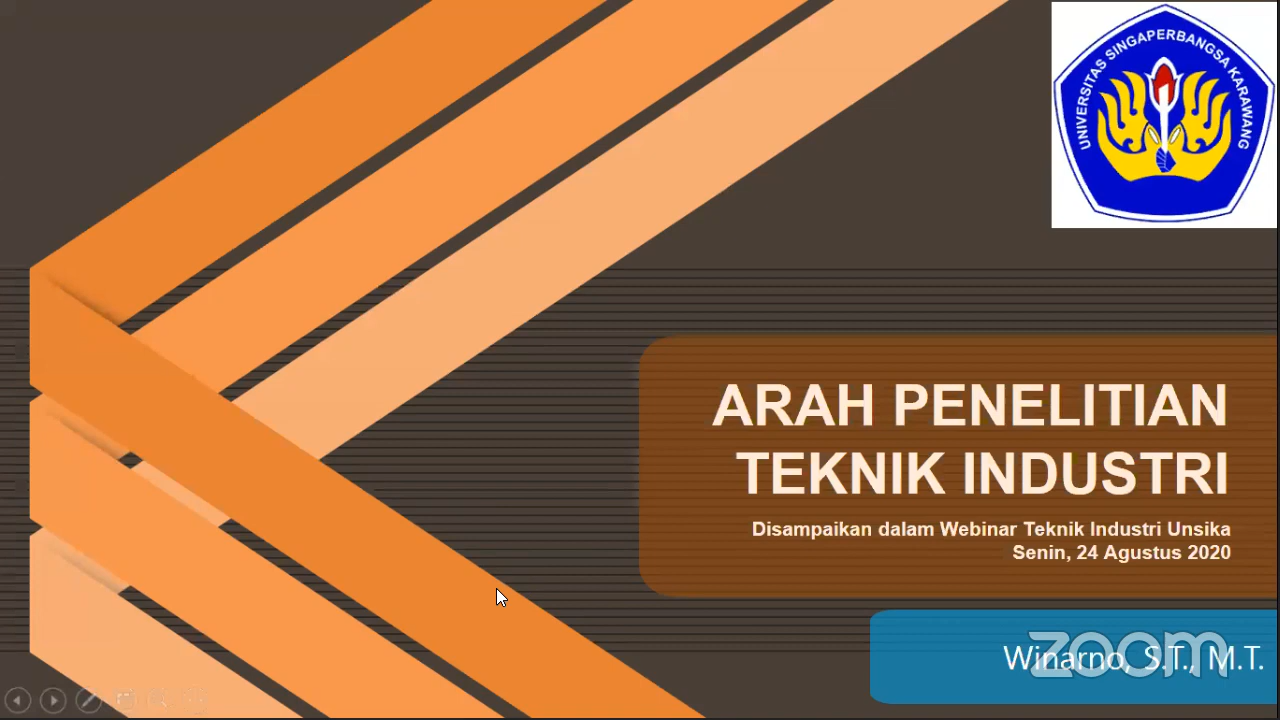 UNIVERSITAS SINGAPERBANGSA KARAWANG
ARAH PENELITIAN
TEKNIK INDUSTRI
Disampaikan dalam Webinar Teknik Industri Unsika
Senin, 24 Agustus 2020
zoom
Winarno, S.T., M.T.